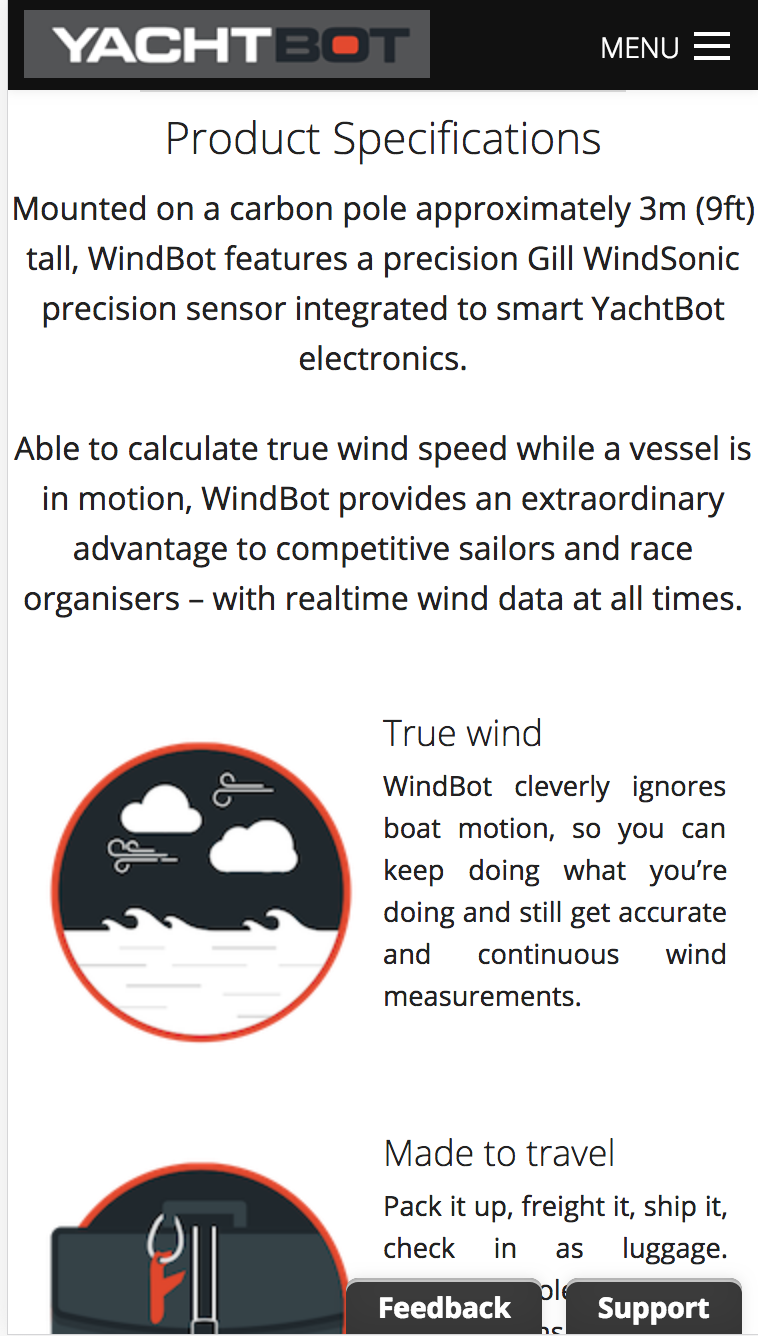 YACHTBOT
MENU
Product Specifications
Mounted on a carbon pole approximately 3m (9ft)
tall, WindBot features a precision Gill WindSonic
precision sensor integrated to smart YachtBot
electronics.
Able to calculate true wind speed while a vessel is
in motion, WindBot provides an extraordinary
advantage to competitive sailors and race
organisers – with realtime wind data at all times.
True wind
WindBot cleverly ignores
boat motion, so you can
keep doing what you’re
doing and still get accurate
and continuous wind
measurements.
Made to travel
Pack it up, freight it, ship it,
check in as luggage.
Feedback
Support